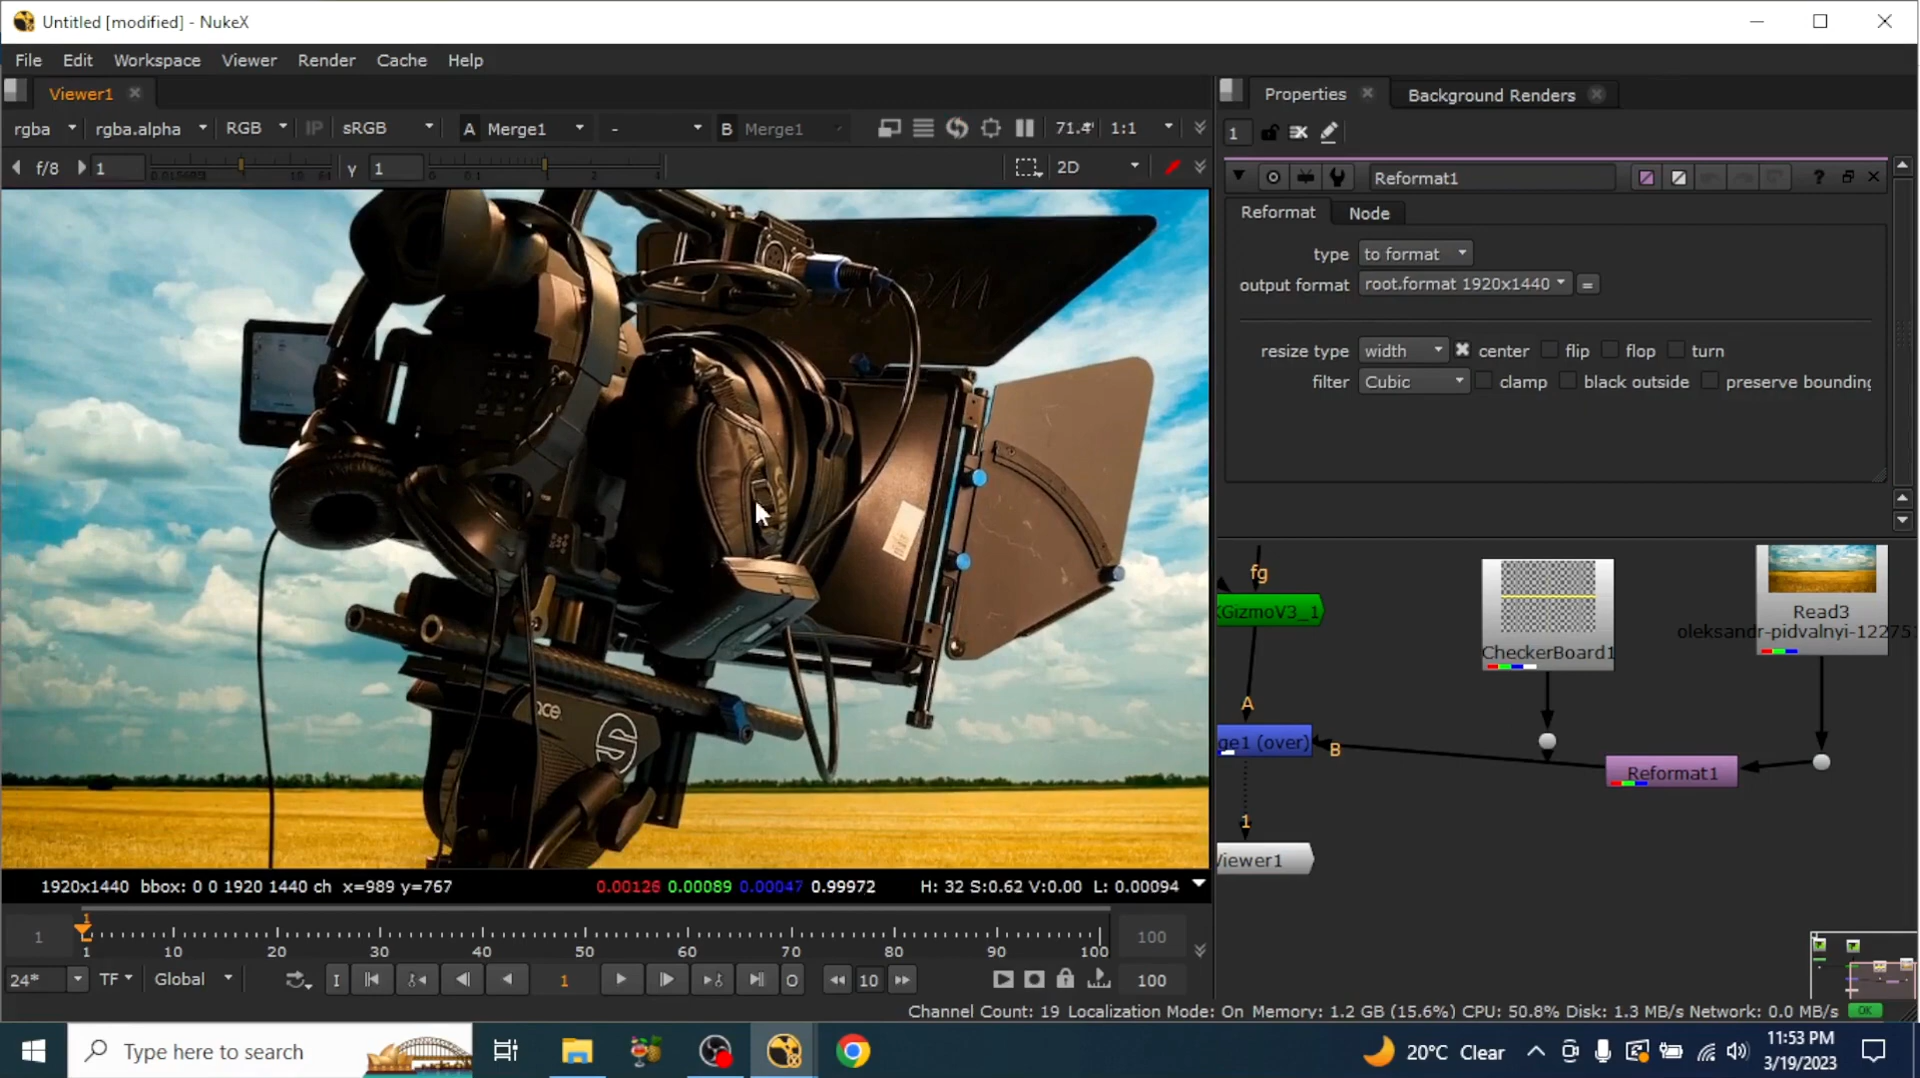 Untitled [modified] - NukeX
File Edit Workspace Viewer Render Cache Help
Viewer1
rgba rgba.alpha RGB IP sRGB A Merge1 - B Merge1 71.4 1:1
f/8 1 y 1 2D
Properties Background Renders
1
Reformat1 ?
Reformat Node
type to format
output format root.format 1920x1440 =
resize type width center flip flop turn
filter Cubic clamp black outside preserve bounding
ace.
S
fg
KGizmoV3_1
CheckerBoard1
Read3
oleksandr-pidvalnyi-122751
A
ge1 (over) B
Reformat1
1
Viewer1
1920x1440 bbox: 0 0 1920 1440 ch x=989 y=767 0.00126 0.00089 0.00047 0.99972 H: 32 S:0.62 V:0.00 L: 0.00094
1
1 100
1 10 20 30 40 50 60 70 80 90 100
24* TF Global I 1 O 10 100
Channel Count: 19 Localization Mode: On Memory: 1.2 GB (15.6%) CPU: 50.8% Disk: 1.3 MB/s Network: 0.0 MB/s OK
Type here to search
20°C Clear
11:53 PM
3/19/2023